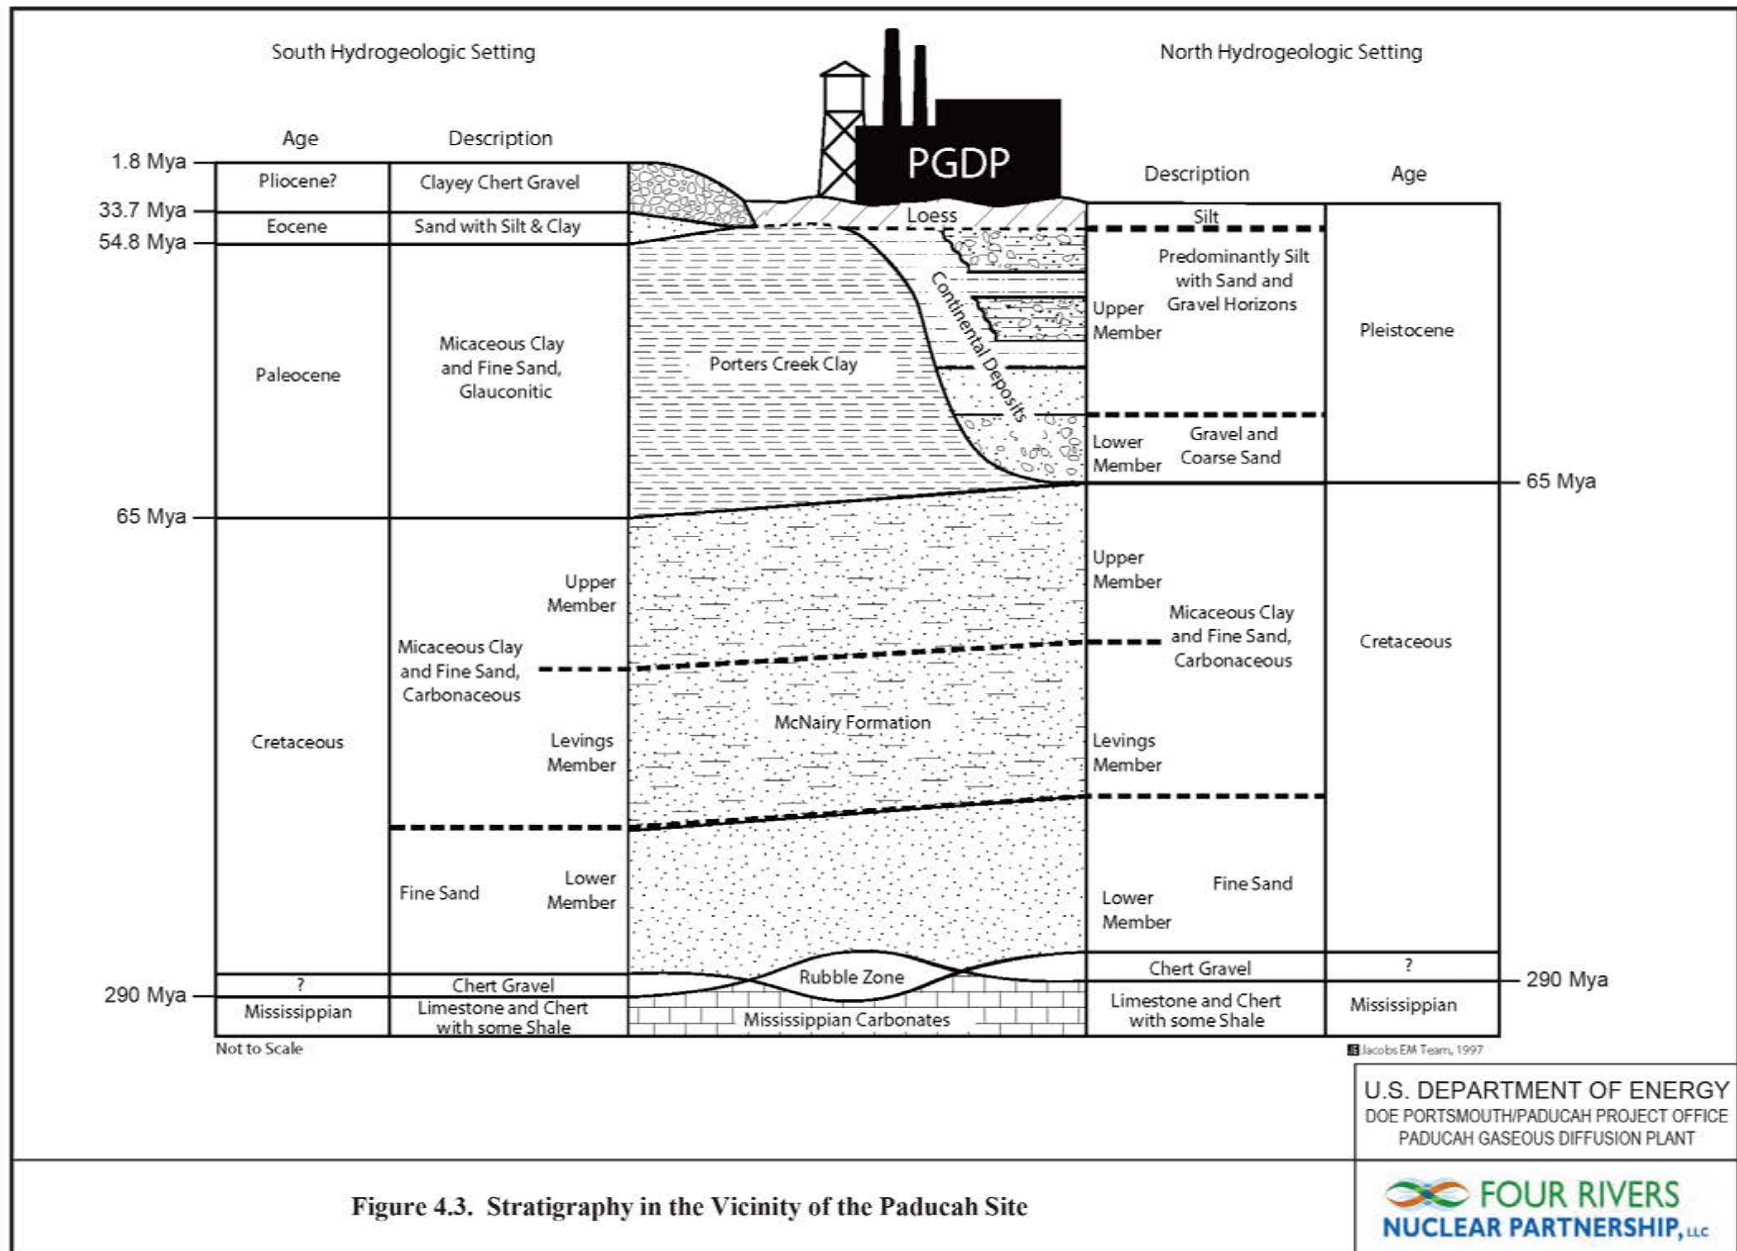 South Hydrogeologic Setting
North Hydrogeologic Setting
PGDP
Age
Description
1.8 Mya
Pliocene?
Clayey Chert Gravel
33.7 Mya
Eocene
Sand with Silt & Clay
54.8 Mya
Paleocene
Micaceous Clay
and Fine Sand,
Glauconitic
65 Mya
Cretaceous
Upper
Member
Micaceous Clay
and Fine Sand,
Carbonaceous
Levings
Member
Fine Sand
Lower
Member
?
Chert Gravel
290 Mya
Mississippian
Limestone and Chert
with some Shale
Not to Scale
Loess
Continental Deposits
Porters Creek Clay
McNairy Formation
Rubble Zone
Mississippian Carbonates
Description
Age
Silt
Predominantly Silt
with Sand and
Gravel Horizons
Upper
Member
Pleistocene
Lower
Member
Gravel and
Coarse Sand
65 Mya
Upper
Member
Micaceous Clay
and Fine Sand,
Carbonaceous
Cretaceous
Levings
Member
Fine Sand
Lower
Member
Chert Gravel
?
290 Mya
Limestone and Chert
with some Shale
Mississippian
JE Jacobs EM Team, 1997
U.S. DEPARTMENT OF ENERGY
DOE PORTSMOUTH/PADUCAH PROJECT OFFICE
PADUCAH GASEOUS DIFFUSION PLANT
Figure 4.3. Stratigraphy in the Vicinity of the Paducah Site
FOUR RIVERS
NUCLEAR PARTNERSHIP, LLC